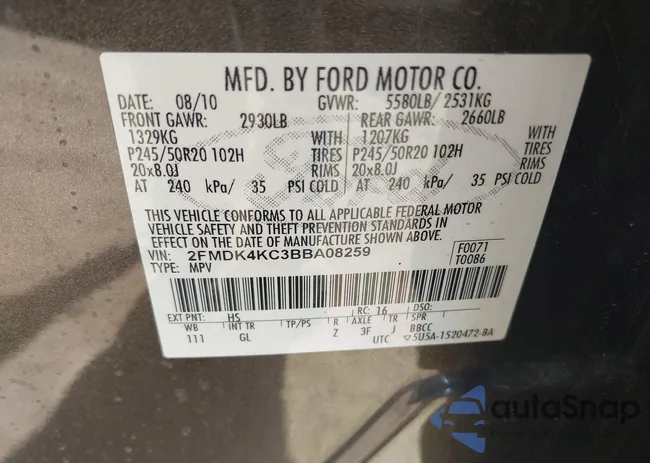 MFD. BY FORD MOTOR CO.
DATE: 08/10 GVWR: 5580LB/ 2531KG
FRONT GAWR: 2930LB REAR GAWR: 2660LB
1329KG WITH 1207KG WITH
P245/50R20 102H TIRES P245/50R20 102H TIRES
20x8.0J RIMS 20x8.0J RIMS
AT 240 kPa/ 35 PSI COLD AT 240 kPa/ 35 PSI COLD
THIS VEHICLE CONFORMS TO ALL APPLICABLE FEDERAL MOTOR
VEHICLE SAFETY AND THEFT PREVENTION STANDARDS IN
EFFECT ON THE DATE OF MANUFACTURE SHOWN ABOVE.
VIN: 2FMDK4KC3BBA08259 F0071
TYPE: MPV T0086
EXT PNT: HS RC: 16 DSO:
WB INT TR TP/PS R AXLE TR SPR
111 GL Z 3F J BBCC
UTC 5U5A-1520472-BA
Ford
autoSnap